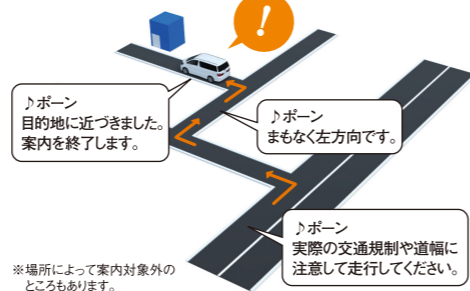 !
♪ポーン
目的地に近づきました。
案内を終了します。
♪ポーン
まもなく左方向です。
♪ポーン
実際の交通規制や道幅に
注意して走行してください。
※場所によって案内対象外の
ところもあります。